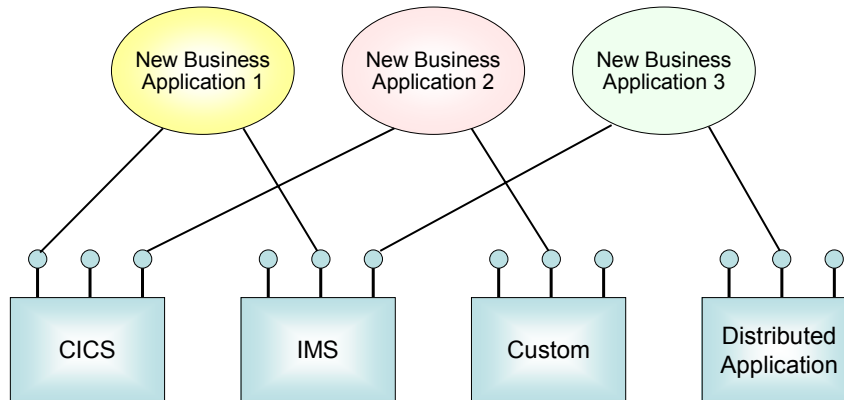 New Business
Application 1
New Business
Application 2
New Business
Application 3
CICS
IMS
Custom
Distributed
Application